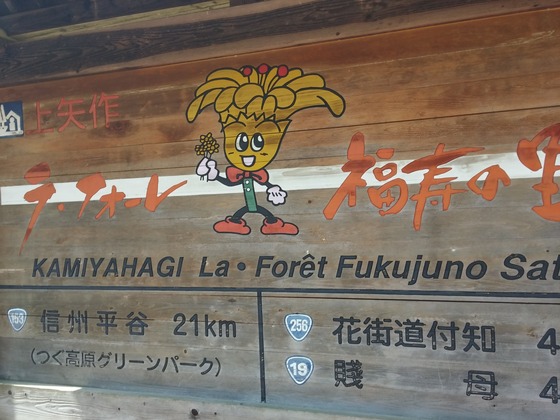 上矢作
ラ・フォーレ 福寿の里
KAMIYAHAGI La・Forêt Fukujuno Sat
信州平谷 21km
(つぐ高原グリーンパーク)
256 花街道付知 4
19 賤母 4